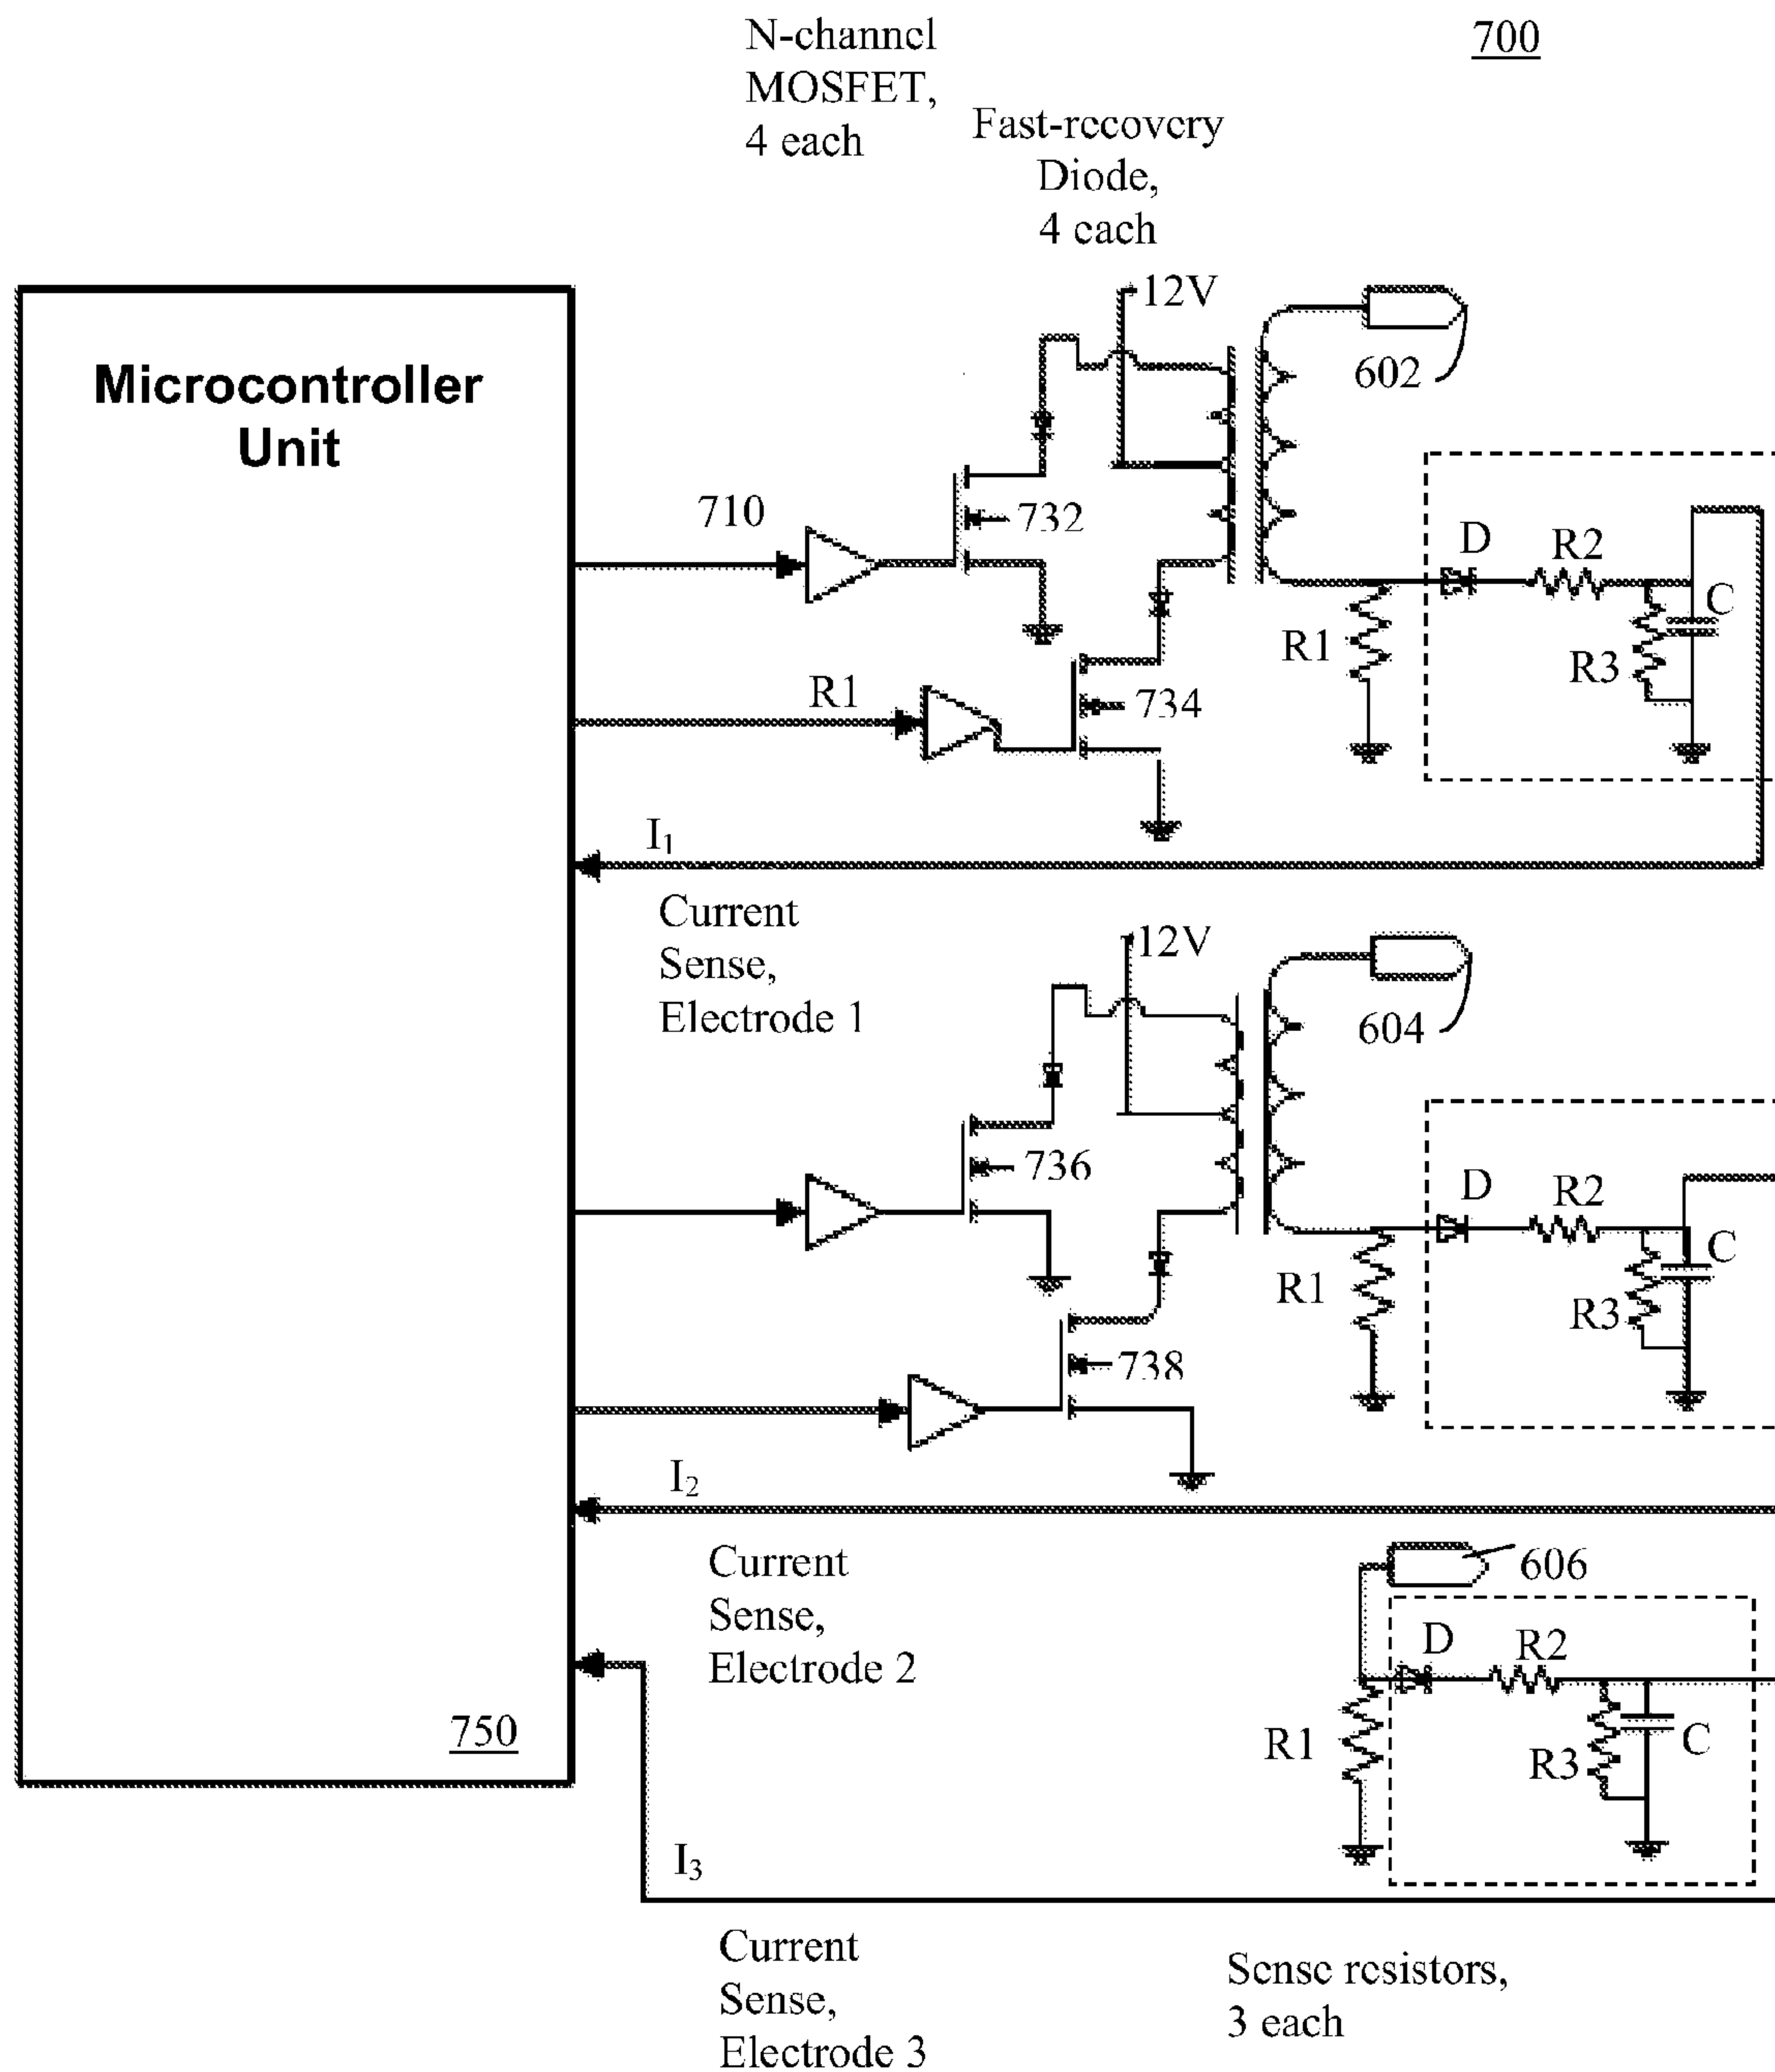 N-channel
MOSFET,
4 each
700
Fast-recovery
Diode,
4 each
12V
602
Microcontroller
Unit
710
732
D
R2
C
R1
R3
R1
734
I₁
Current
Sense,
Electrode 1
12V
604
736
D
R2
C
R1
R3
738
I₂
Current
Sense,
Electrode 2
606
D
R2
R1
R3
C
750
I₃
Current
Sense,
Electrode 3
Sense resistors,
3 each